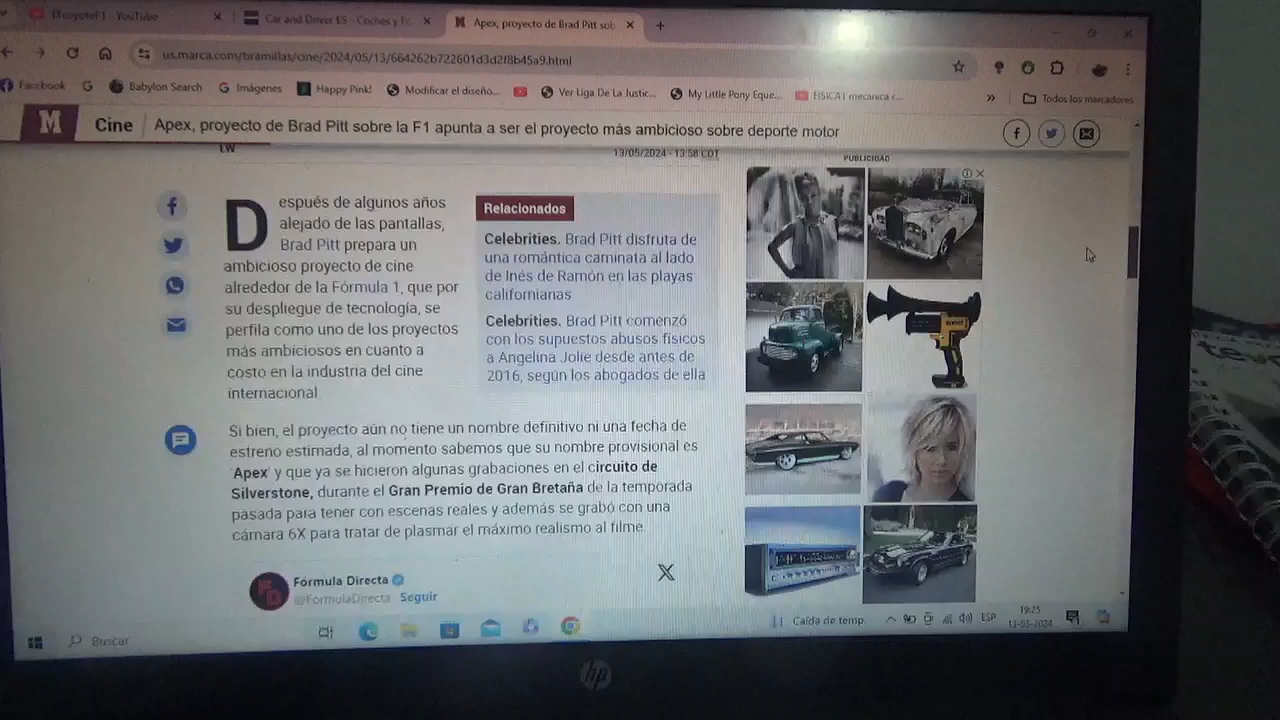 YouTube
Car and Driver ES - Coches y
Apex, proyecto de Brad Pitt sob
us.marca.com/tiramillas/cine/2024/05/13/664262b722601d3d2f8b45a9.html
Facebook
G
Babylon Search
G Imágenes
Happy Pink!
Modificar el diseño...
Ver Liga De La Justic...
My Little Pony Eque...
FISICA1 mecanica r...
»
Todos los marcadores
M
Cine
Apex, proyecto de Brad Pitt sobre la F1 apunta a ser el proyecto más ambicioso sobre deporte motor
LW
13/05/2024 - 13:58 CDT
PUBLICIDAD
Después de algunos años
alejado de las pantallas,
Brad Pitt prepara un
ambicioso proyecto de cine
alrededor de la Fórmula 1, que por
su despliegue de tecnología, se
perfila como uno de los proyectos
más ambiciosos en cuanto a
costo en la industria del cine
internacional
Relacionados
Celebrities. Brad Pitt disfruta de
una romántica caminata al lado
de Inés de Ramón en las playas
californianas
Celebrities. Brad Pitt comenzó
con los supuestos abusos físicos
a Angelina Jolie desde antes de
2016, según los abogados de ella
Si bien, el proyecto aún no tiene un nombre definitivo ni una fecha de
estreno estimada, al momento sabemos que su nombre provisional es
'Apex' y que ya se hicieron algunas grabaciones en el circuito de
Silverstone, durante el Gran Premio de Gran Bretaña de la temporada
pasada para tener con escenas reales y además se grabó con una
cámara 6X para tratar de plasmar el máximo realismo al filme.
Fórmula Directa
@FormulaDirecta Seguir
X
Buscar
Caída de temp.
ESP
19:25
13-05-2024
hp